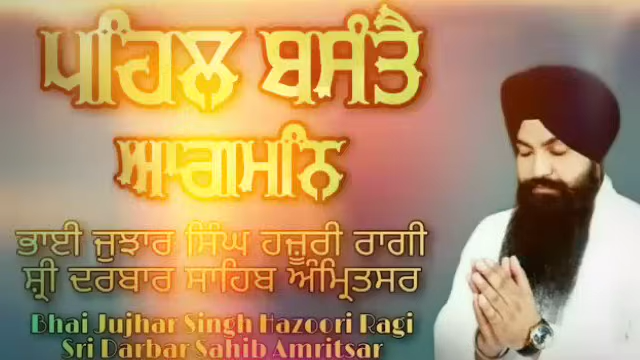 ਪਹਿਲ ਬਸੰਤੈ
ਆਗਮਨਿ
ਭਾਈ ਜੁਝਾਰ ਸਿੰਘ ਹਜ਼ੂਰੀ ਰਾਗੀ
ਸ਼੍ਰੀ ਦਰਬਾਰ ਸਾਹਿਬ ਅੰਮ੍ਰਿਤਸਰ
Bhai Jujhar Singh Hazoori Ragi
Sri Darbar Sahib Amritsar